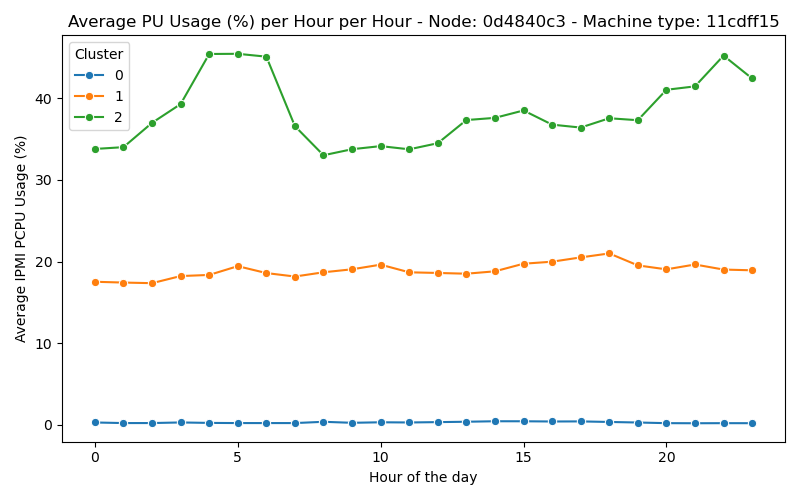 Average PU Usage (%) per Hour per Hour - Node: 0d4840c3 - Machine type: 11cdff15
Cluster
0
1
2
Average IPMI PCPU Usage (%)
40
30
20
10
0
0 5 10 15 20
Hour of the day